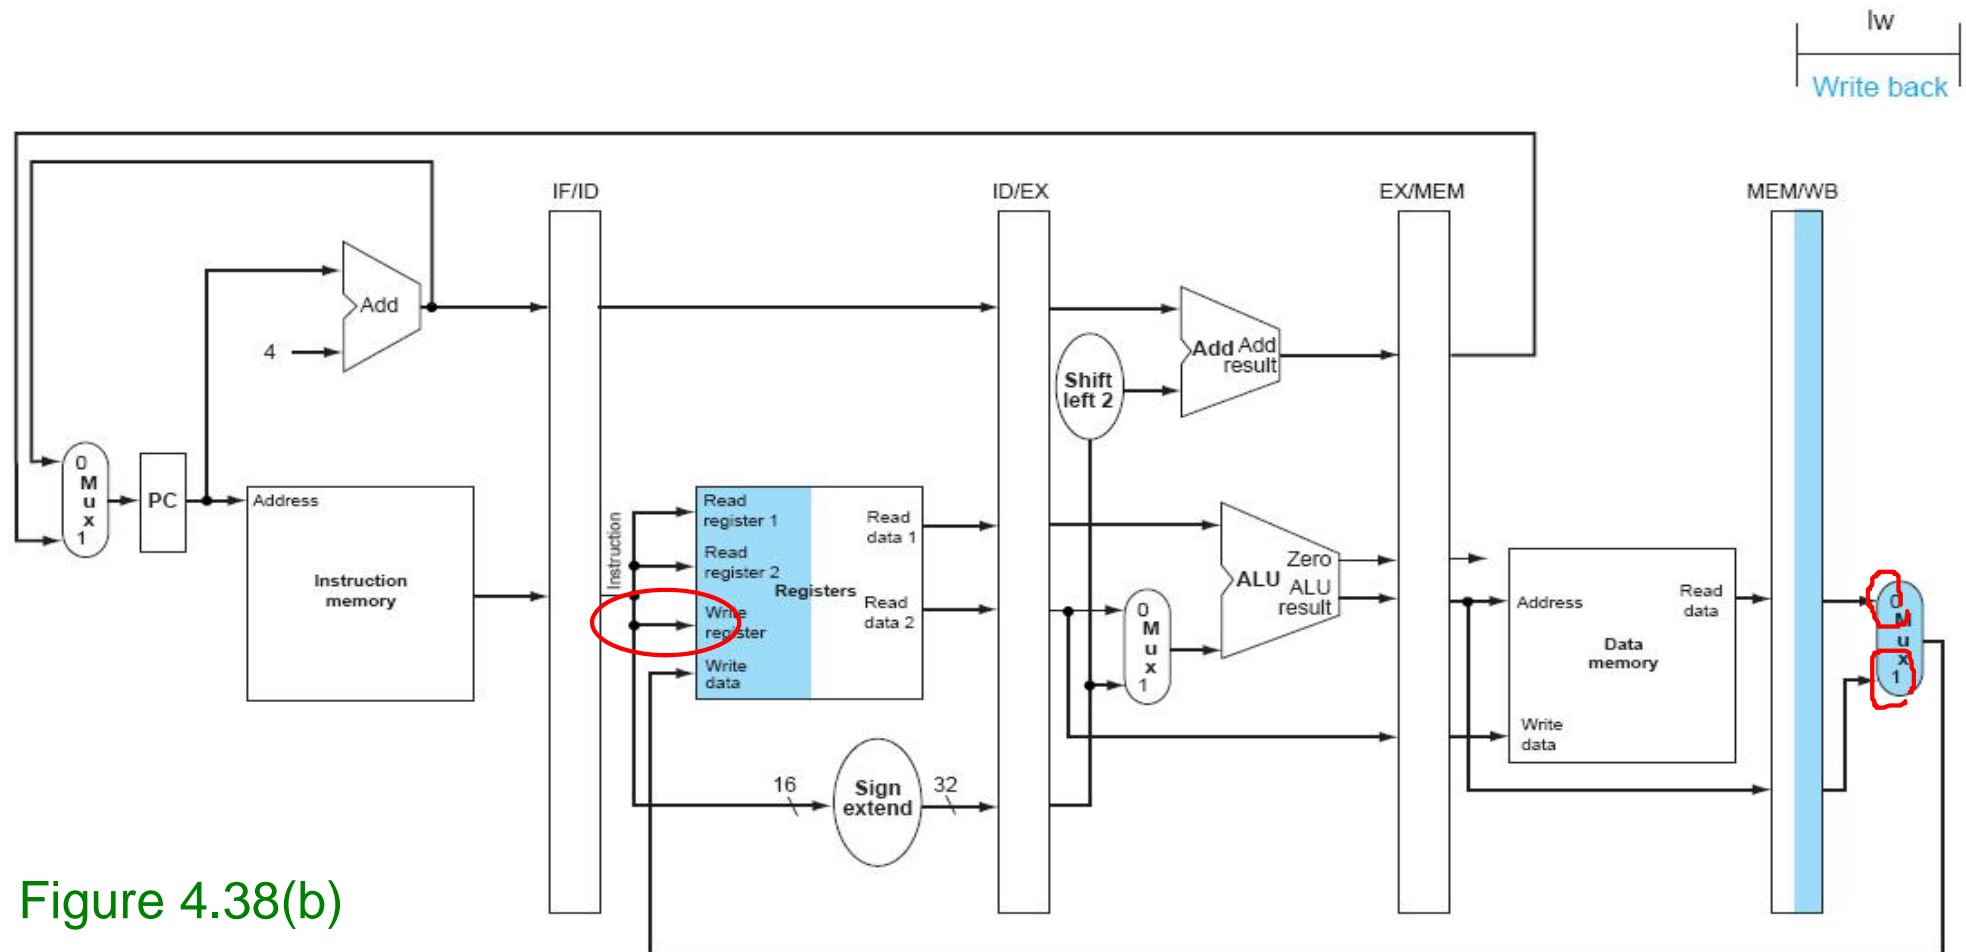 lw
Write back
IF/ID
ID/EX
EX/MEM
MEM/WB
Add
4
Shift
left 2
Add Add
result
0
M
u
x
1
PC
Address
Instruction
memory
Instruction
Read
register 1
Read
register 2
Write
register
Write
data
Registers
Read
data 1
Read
data 2
16
Sign
extend
32
0
M
u
x
1
Zero
ALU
ALU
result
Address
Read
data
Data
memory
Write
data
0
M
u
x
1
Figure 4.38(b)